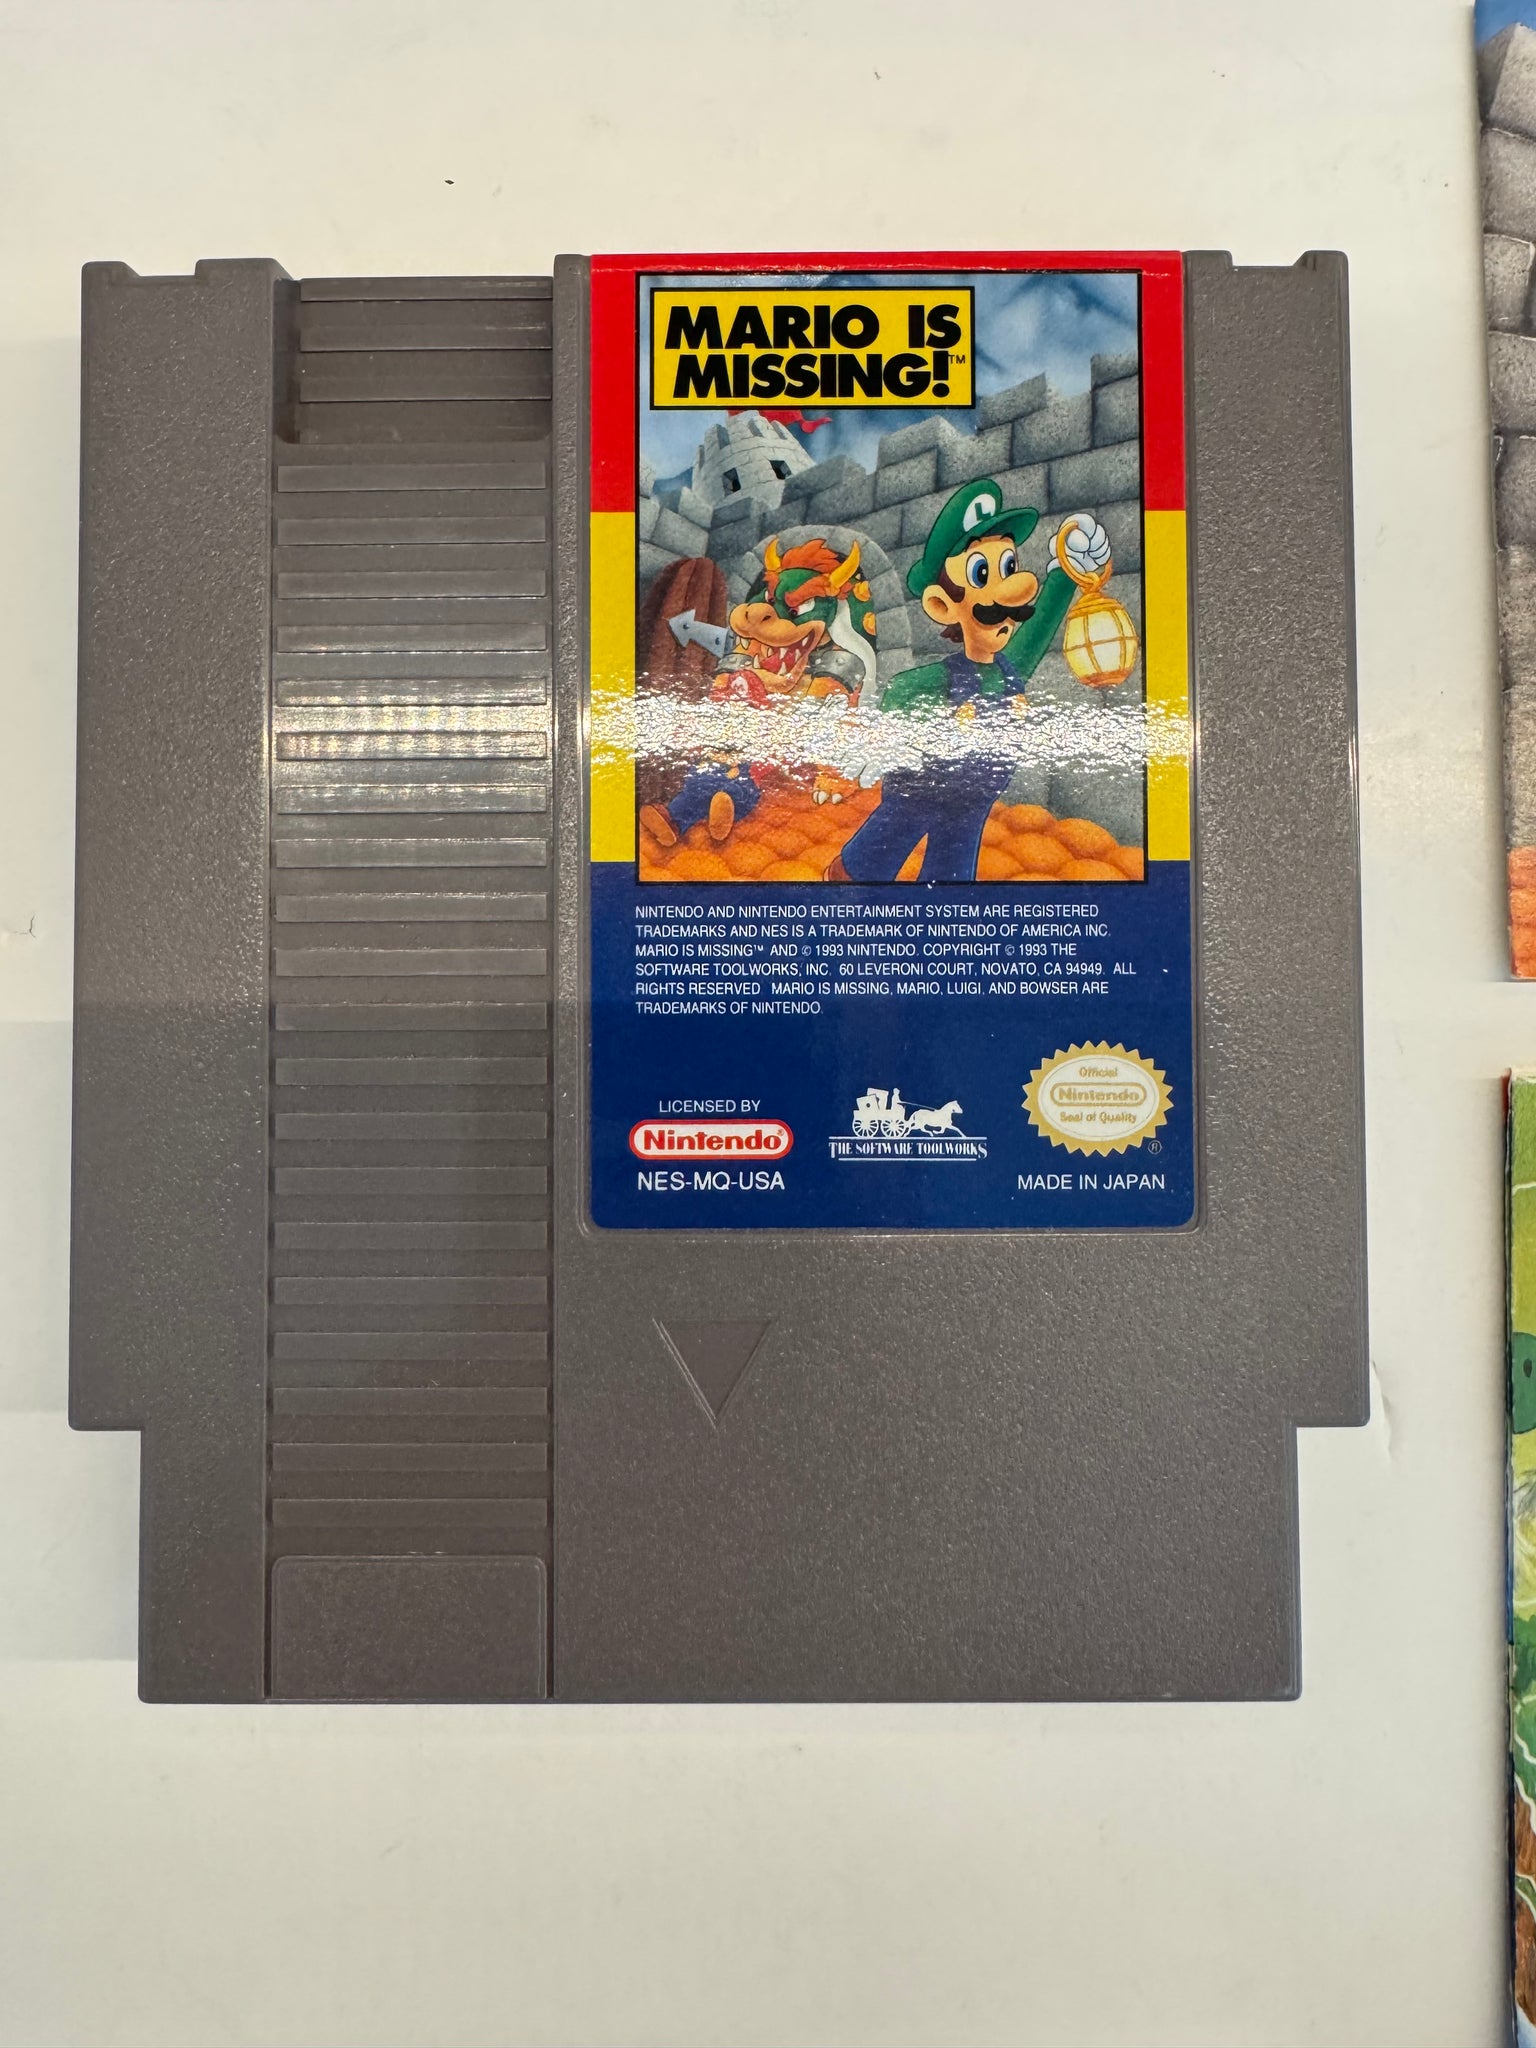 MARIO IS
MISSING!™
L
NINTENDO AND NINTENDO ENTERTAINMENT SYSTEM ARE REGISTERED
TRADEMARKS AND NES IS A TRADEMARK OF NINTENDO OF AMERICA INC.
MARIO IS MISSING™ AND © 1993 NINTENDO. COPYRIGHT © 1993 THE
SOFTWARE TOOLWORKS, INC. 60 LEVERONI COURT, NOVATO, CA 94949. ALL
RIGHTS RESERVED. MARIO IS MISSING, MARIO, LUIGI, AND BOWSER ARE
TRADEMARKS OF NINTENDO.
LICENSED BY
Nintendo®
NES-MQ-USA
THE SOFTWARE TOOLWORKS
Official
Nintendo
Seal of Quality
®
MADE IN JAPAN